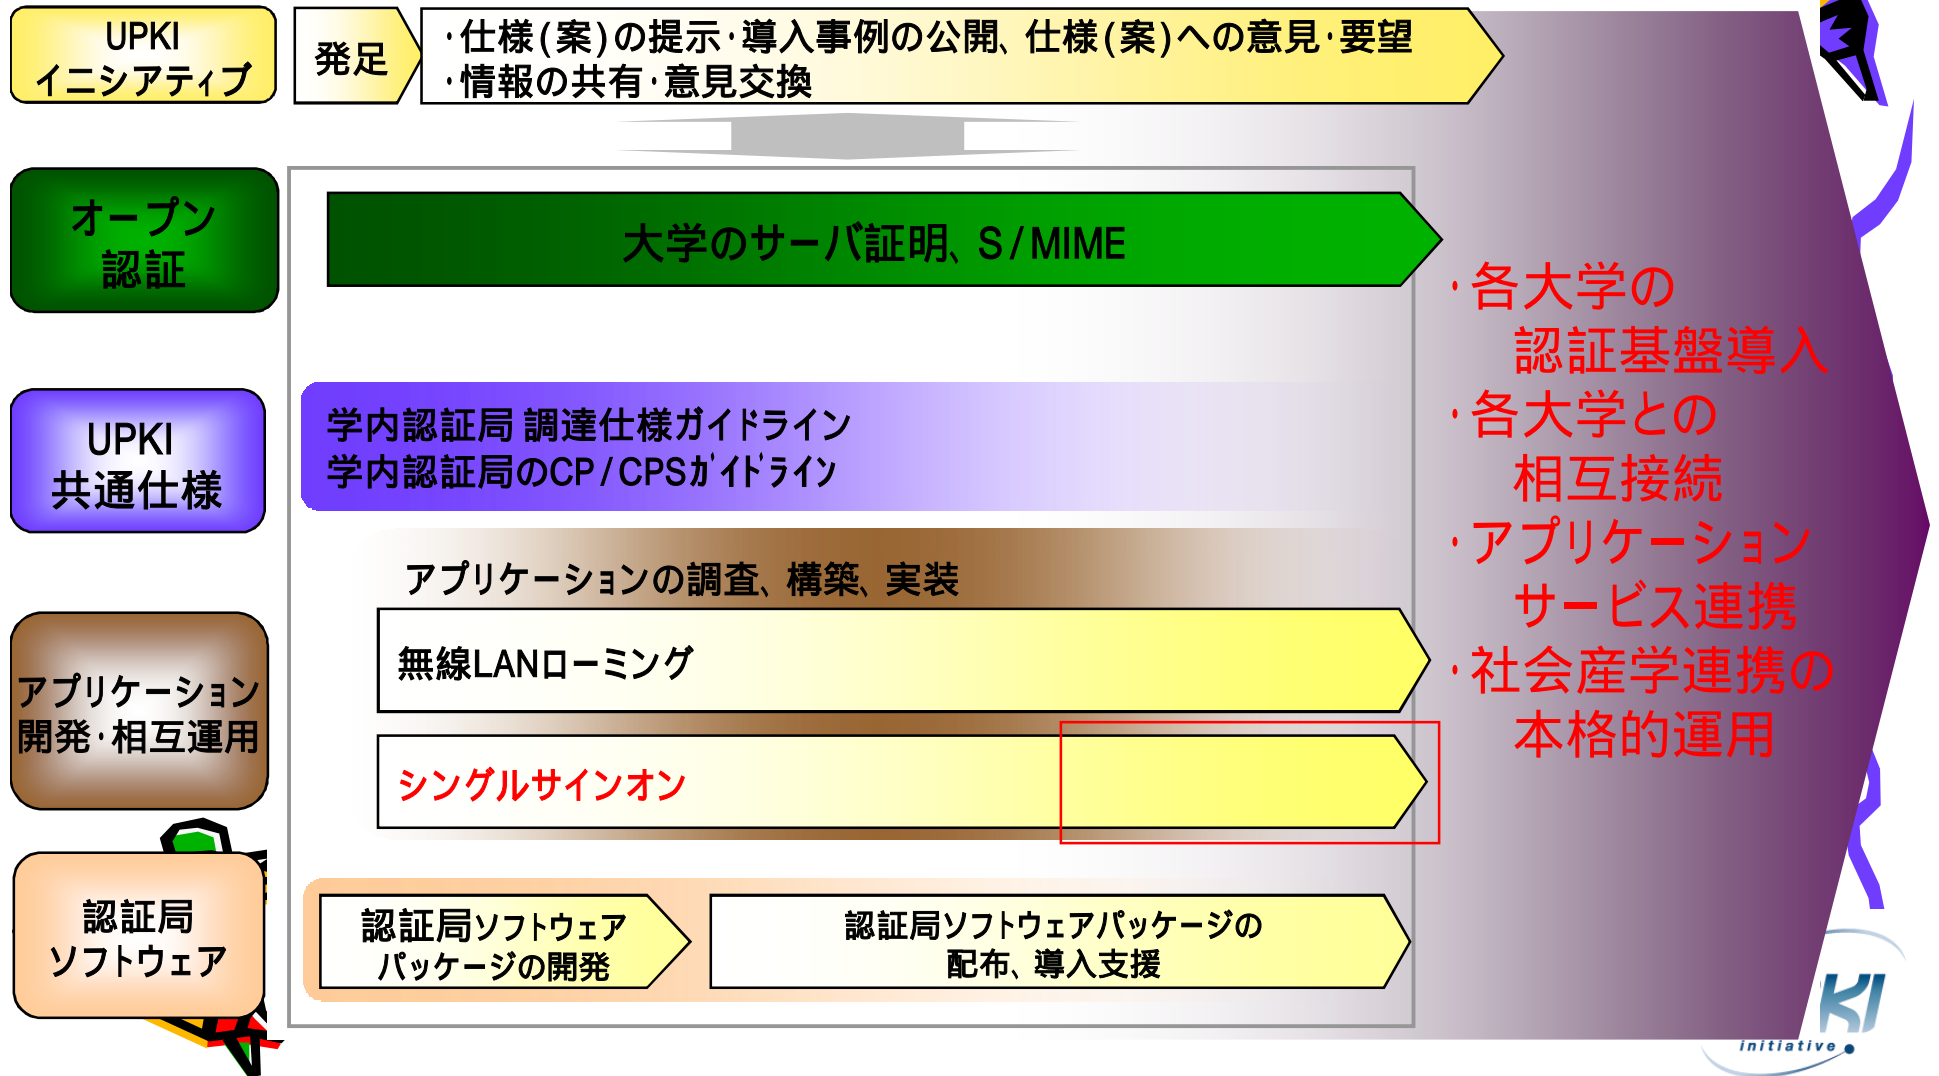 UPKI
イニシアティブ
発足
・仕様(案)の提示・導入事例の公開、仕様(案)への意見・要望
・情報の共有・意見交換
オープン
認証
大学のサーバ証明、S/MIME
UPKI
共通仕様
学内認証局 調達仕様ガイドライン
学内認証局のCP/CPSガイドライン
アプリケーション
開発・相互運用
アプリケーションの調査、構築、実装
無線LANローミング
シングルサインオン
認証局
ソフトウェア
認証局ソフトウェア
パッケージの開発
認証局ソフトウェアパッケージの
配布、導入支援
・各大学の
認証基盤導入
・各大学との
相互接続
・アプリケーション
サービス連携
・社会産学連携の
本格的運用
KI
initiative